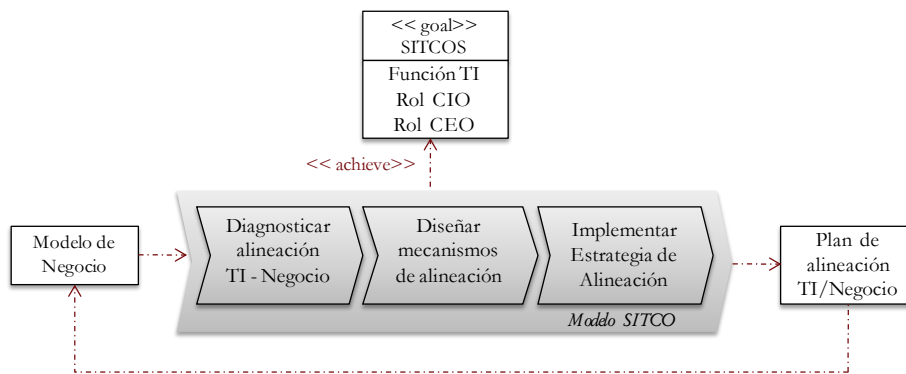 << goal>>
SITCOS
Función TI
Rol CIO
Rol CEO
<< achieve>>
Modelo de
Negocio
Diagnosticar
alineación
TI - Negocio
Diseñar
mecanismos
de alineación
Implementar
Estrategia de
Alineación
Modelo SITCO
Plan de
alineación
TI/Negocio